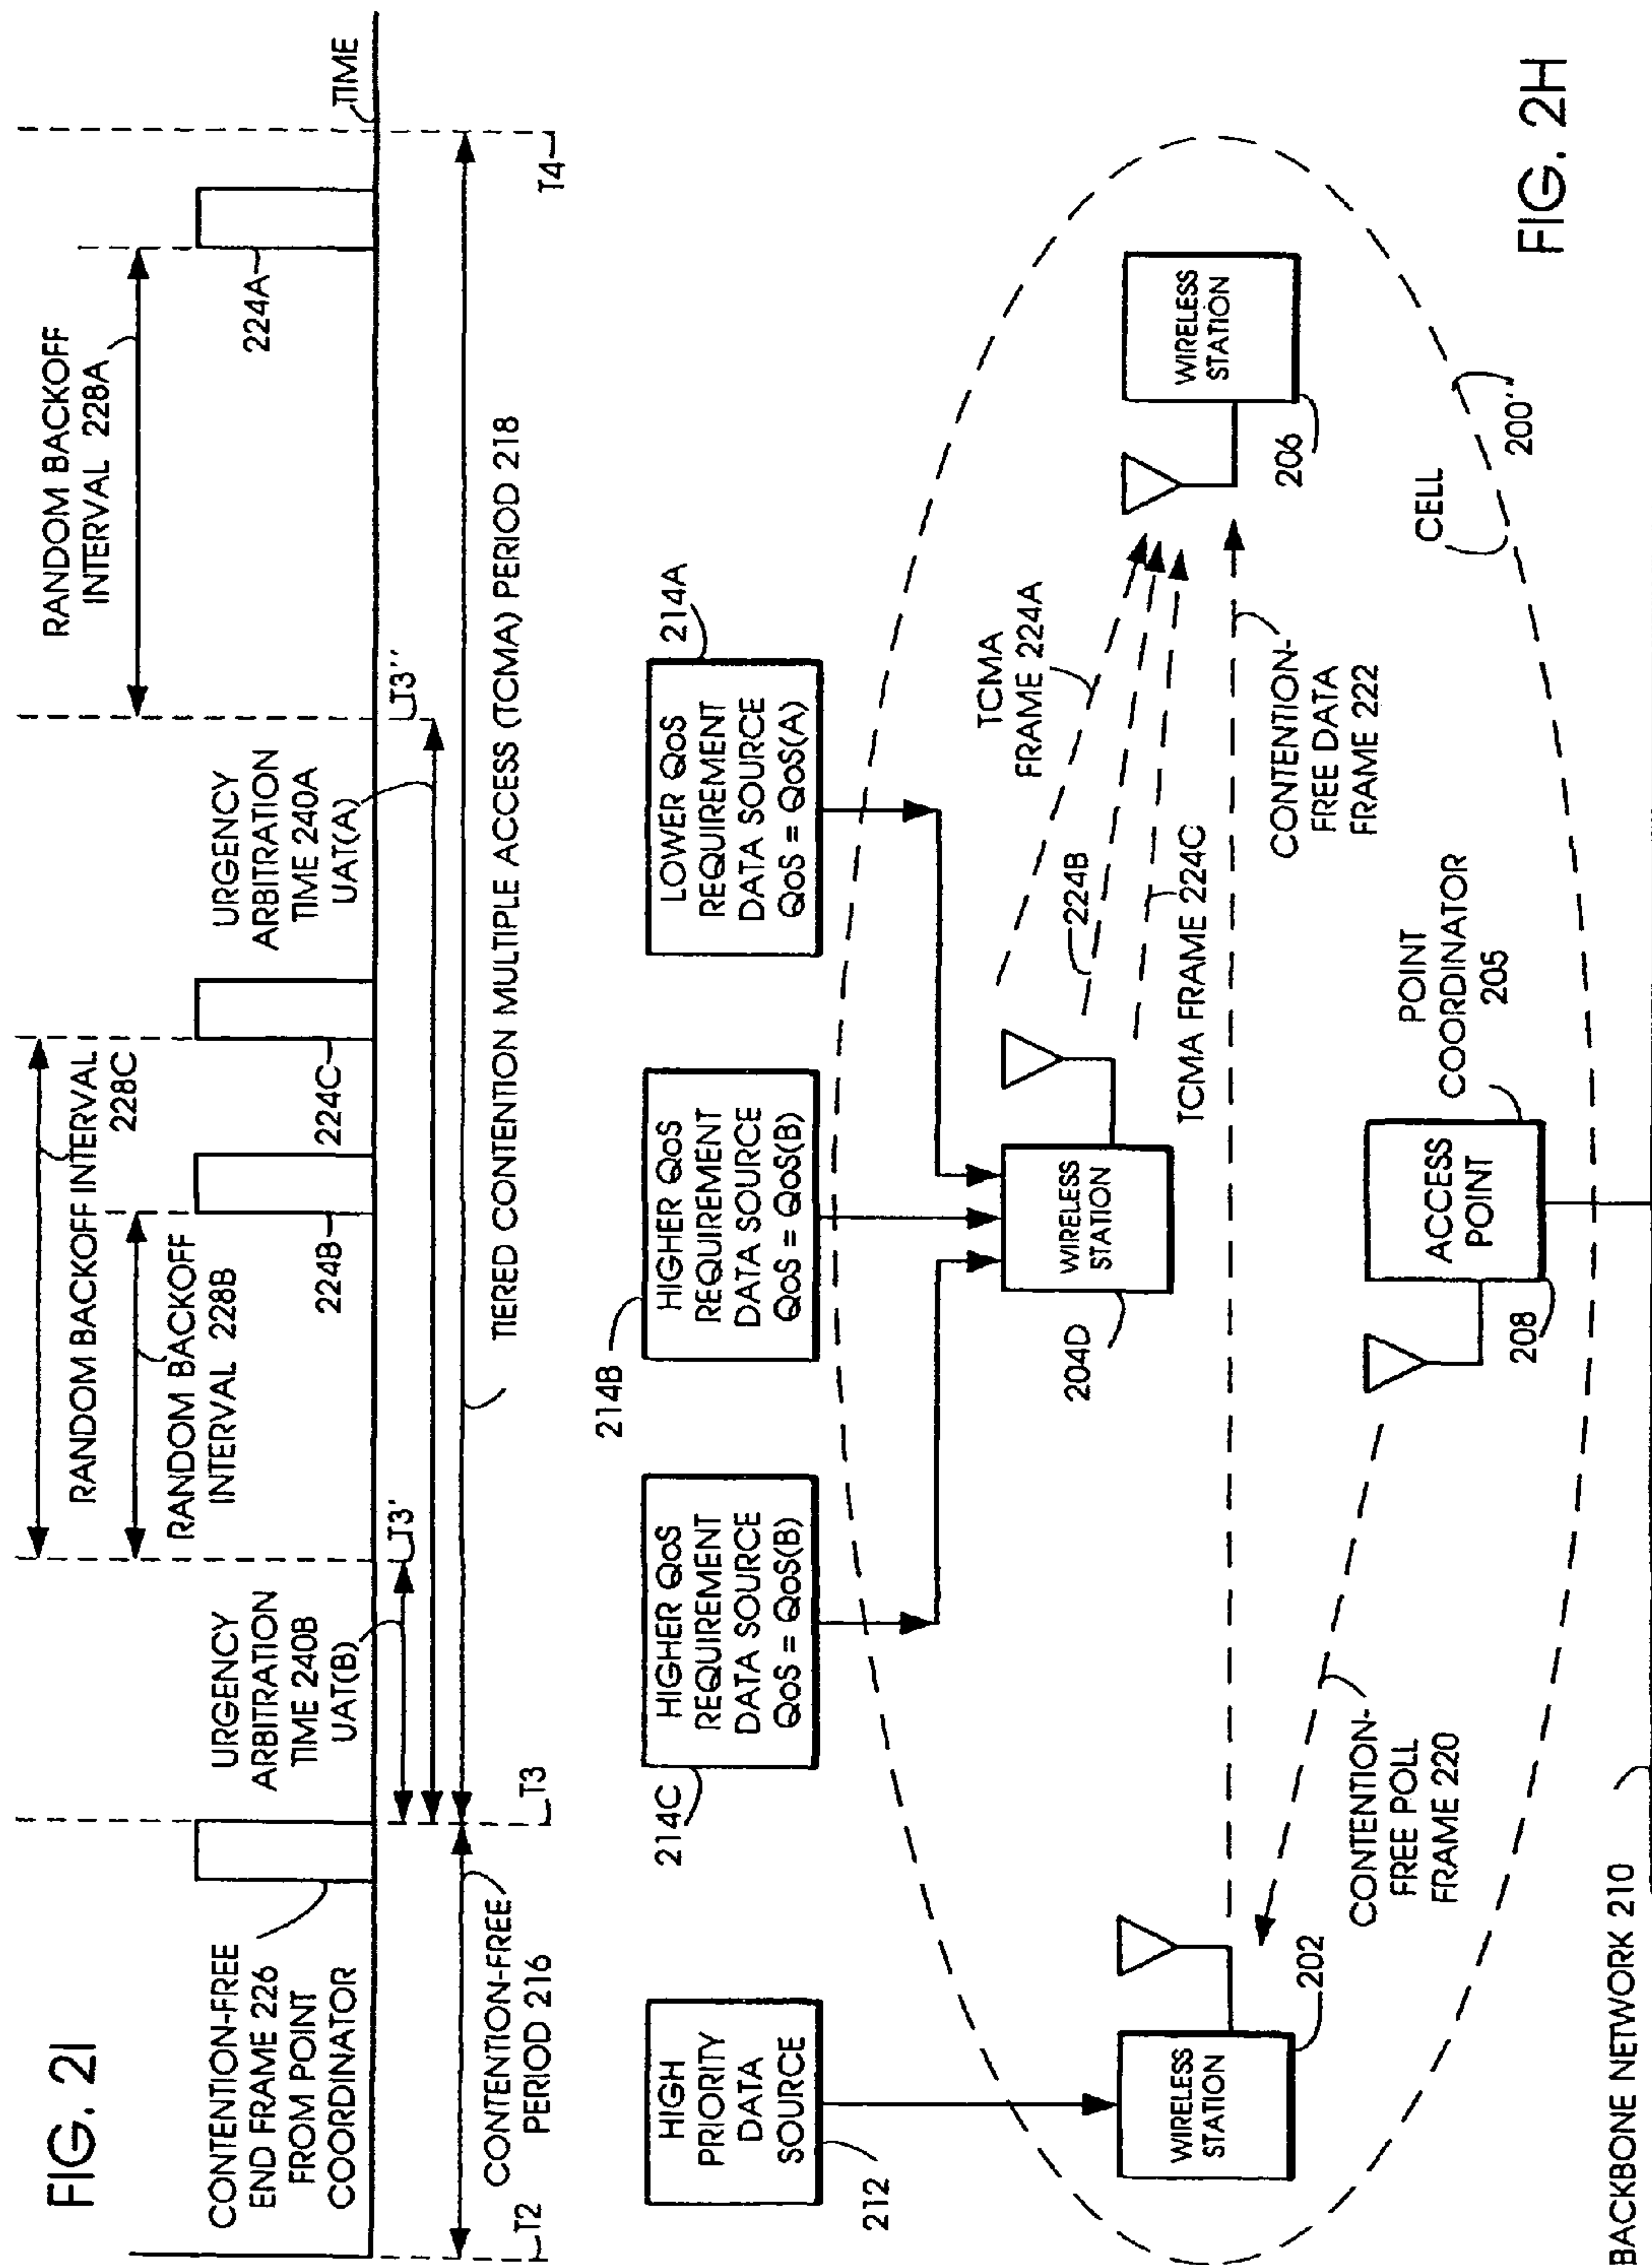 FIG. 2I
CONTENTION-FREE
END FRAME 226
FROM POINT
COORDINATOR
URGENCY
ARBITRATION
TIME 240B
UAT(B)
RANDOM BACKOFF INTERVAL
228C
RANDOM BACKOFF
INTERVAL 228B
224B
224C
URGENCY
ARBITRATION
TIME 240A
UAT(A)
RANDOM BACKOFF
INTERVAL 228A
224A
TIME
T3'
T3''
CONTENTION-FREE
PERIOD 216
TIERED CONTENTION MULTIPLE ACCESS (TCMA) PERIOD 218
T2
T3
T4
HIGH
PRIORITY
DATA
SOURCE
212
HIGHER QoS
REQUIREMENT
DATA SOURCE
QoS = QoS(B)
214C
HIGHER QoS
REQUIREMENT
DATA SOURCE
QoS = QoS(B)
214B
LOWER QoS
REQUIREMENT
DATA SOURCE
QoS = QoS(A)
214A
WIRELESS
STATION
202
WIRELESS
STATION
204D
TCMA
FRAME 224A
224B
TCMA FRAME 224C
WIRELESS
STATION
206
CONTENTION-
FREE DATA
FRAME 222
CONTENTION-
FREE POLL
FRAME 220
ACCESS
POINT
208
POINT
COORDINATOR
205
CELL
200''
BACKBONE NETWORK 210
FIG. 2H